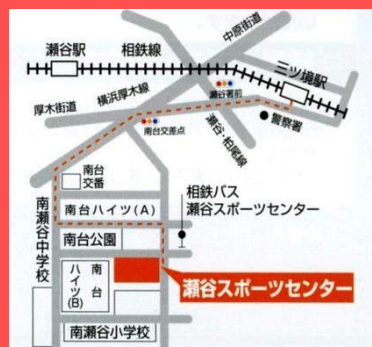 中原街道
瀬谷駅
相鉄線
三ツ境駅
横浜厚木線
厚木街道
瀬谷署前
警察署
瀬谷・柏尾線
南台交差点
南台
交番
相鉄バス
瀬谷スポーツセンター
南台ハイツ(A)
南瀬谷中学校
南台公園
南台
ハイツ(B)
瀬谷スポーツセンター
南瀬谷小学校